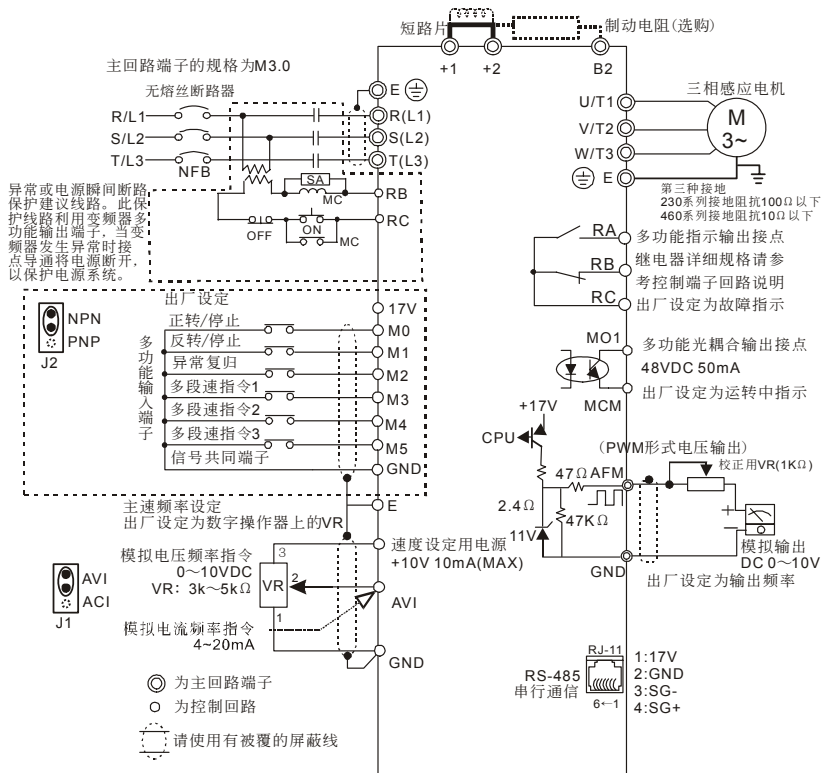 短路片
制动电阻(选购)
+1
+2
B2
主回路端子的规格为M3.0
无熔丝断路器
E
R/L1
S/L2
T/L3
NFB
R(L1)
S(L2)
T(L3)
SA
MC
RB
RC
OFF
ON
MC
异常或电源瞬间断路
保护建议线路。此保
护线路利用变频器多
功能输出端子，当变
频器发生异常时接
点导通将电源断开，
以保护电源系统。
U/T1
V/T2
W/T3
E
三相感应电机
M
3~
第三种接地
230系列接地阻抗100Ω以下
460系列接地阻抗10Ω以下
RA
RB
RC
多功能指示输出接点
继电器详细规格请参
考控制端子回路说明
出厂设定为故障指示
NPN
PNP
J2
多功能输入端子
出厂设定
正转/停止
反转/停止
异常复归
多段速指令1
多段速指令2
多段速指令3
信号共同端子
17V
M0
M1
M2
M3
M4
M5
GND
E
MO1
MCM
多功能光耦合输出接点
48VDC 50mA
出厂设定为运转中指示
+17V
CPU
2.4Ω
11V
47Ω
47KΩ
AFM
GND
(PWM形式电压输出)
校正用VR(1KΩ)
+
—
模拟输出
DC 0～10V
出厂设定为输出频率
主速频率设定
出厂设定为数字操作器上的VR
模拟电压频率指令
0～10VDC
VR：3k～5kΩ
3
VR
2
1
速度设定用电源
+10V 10mA(MAX)
AVI
模拟电流频率指令
4~20mA
GND
AVI
ACI
J1
RS-485
串行通信
RJ-11
6←1
1:17V
2:GND
3:SG-
4:SG+
为主回路端子
为控制回路
请使用有被覆的屏蔽线